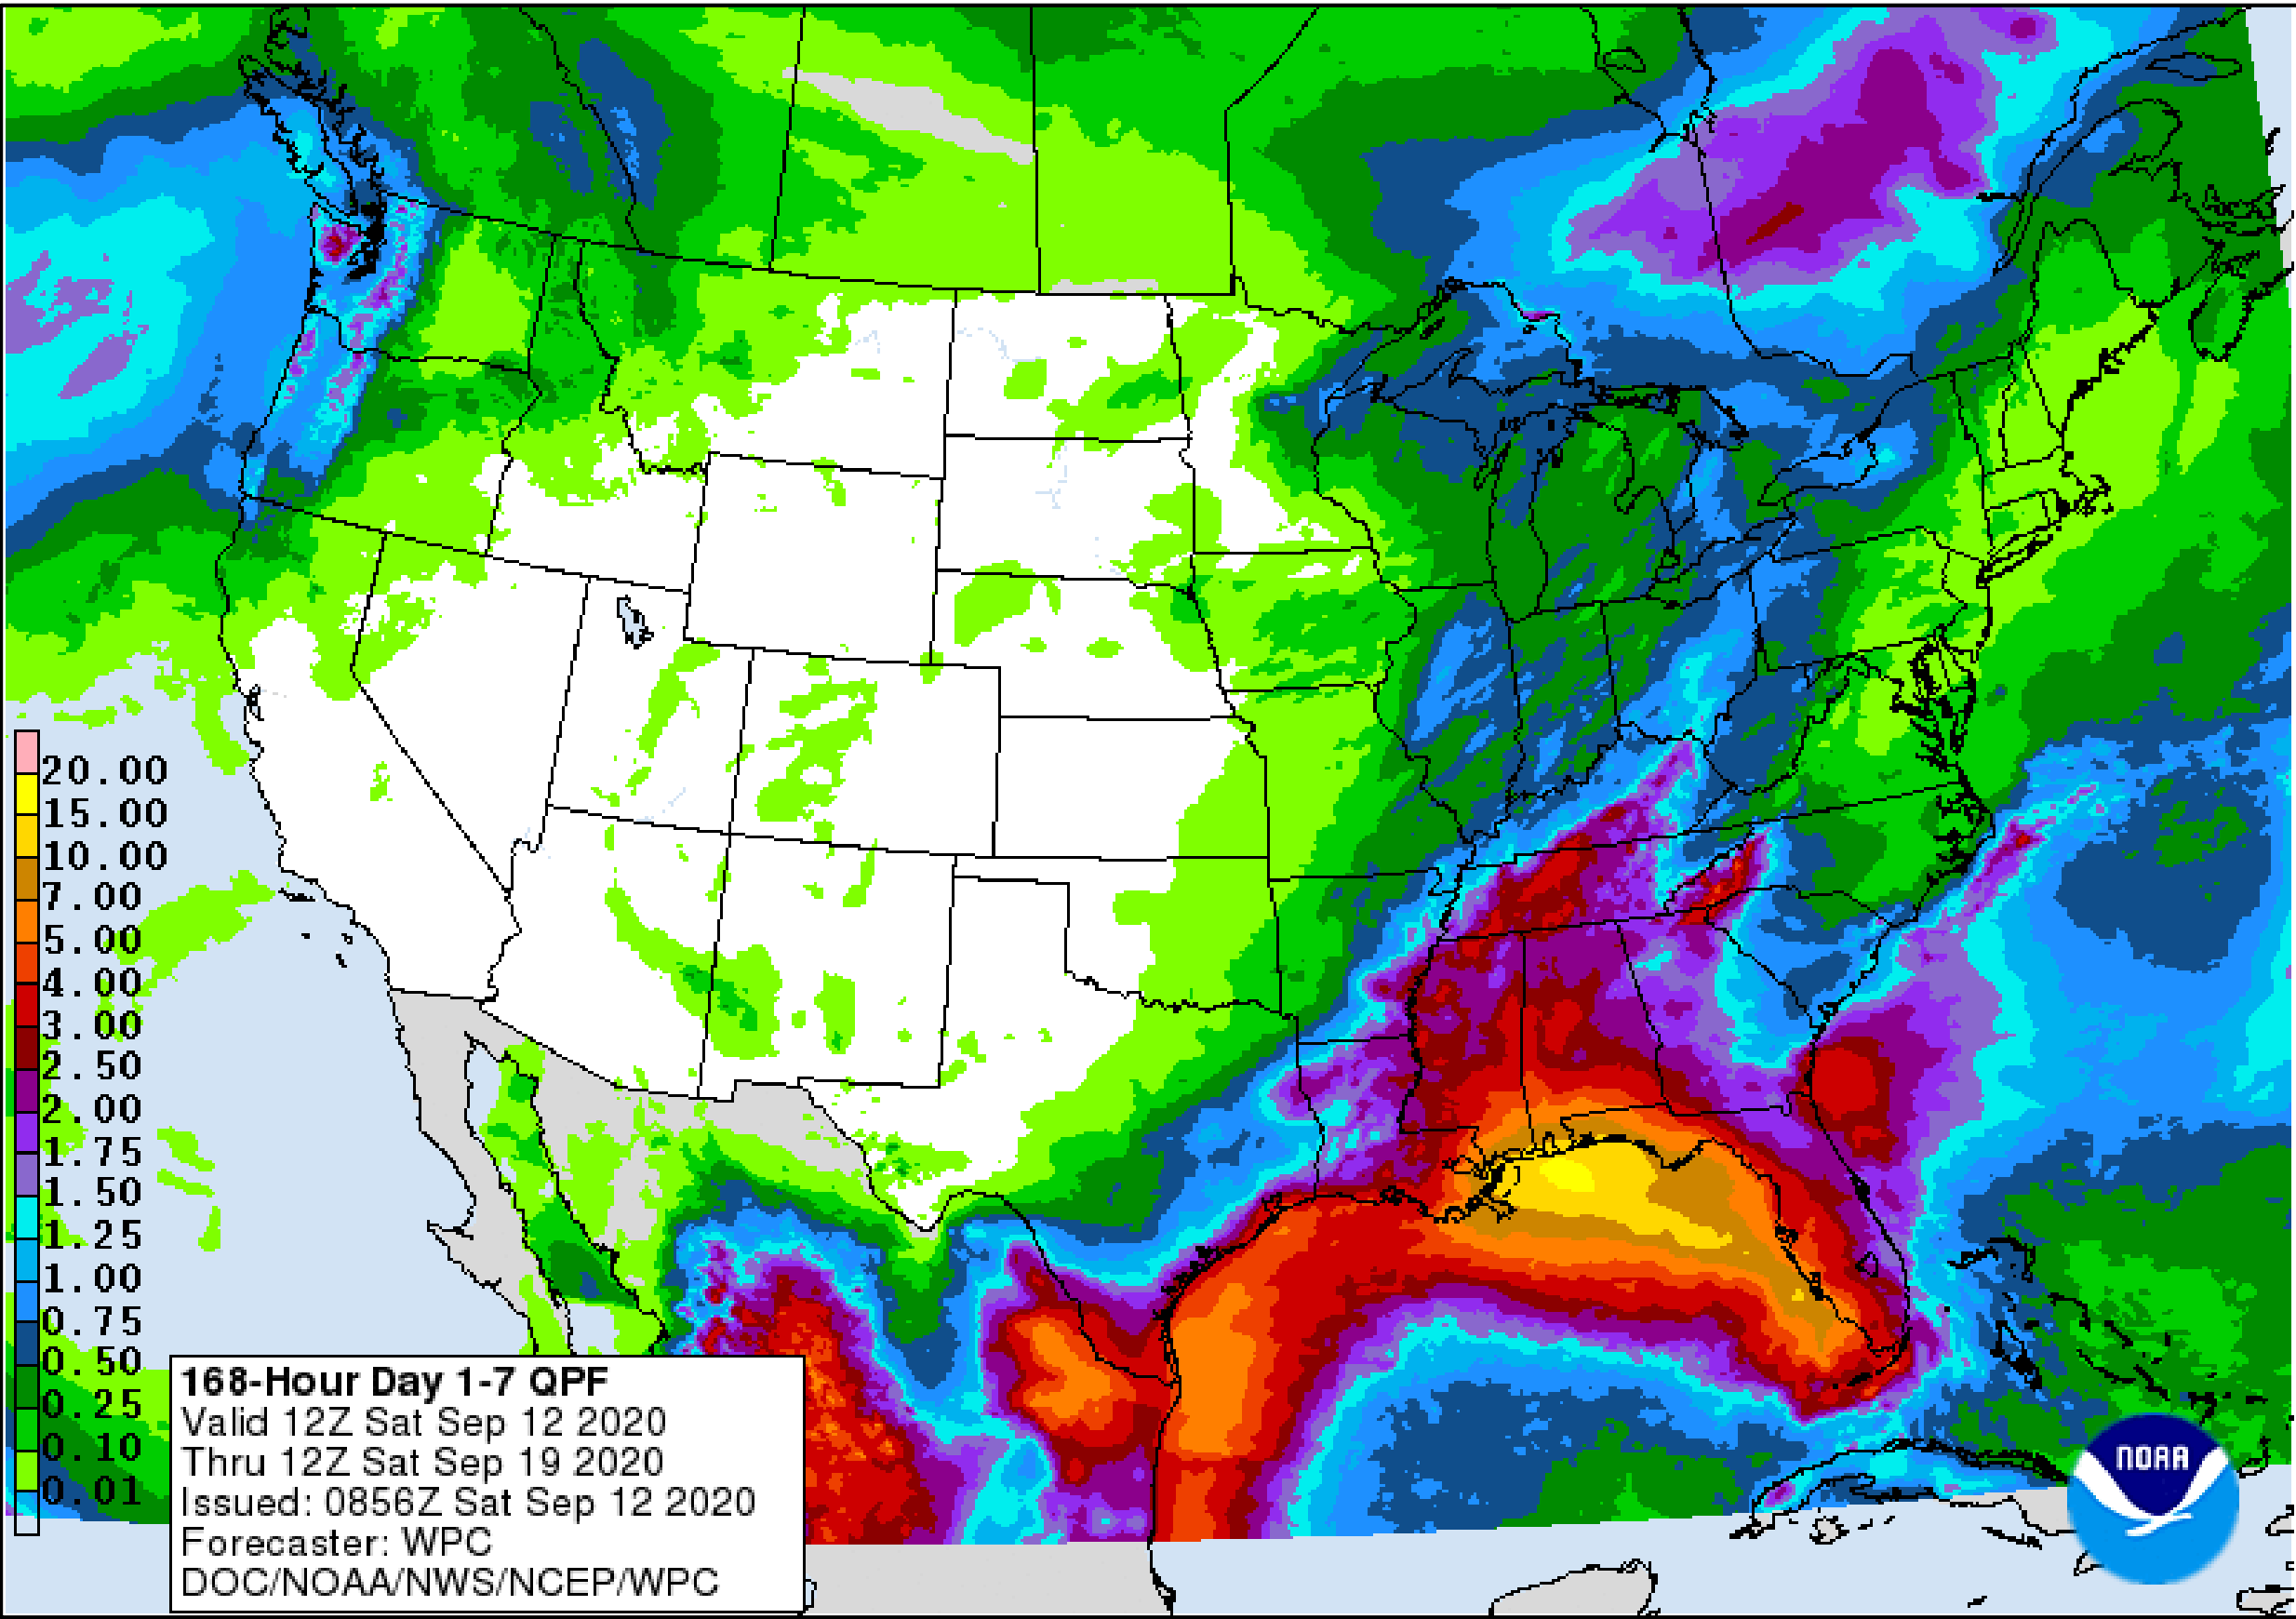 20.00
15.00
10.00
7.00
5.00
4.00
3.00
2.50
2.00
1.75
1.50
1.25
1.00
0.75
0.50
0.25
0.10
0.01
168-Hour Day 1-7 QPF
Valid 12Z Sat Sep 12 2020
Thru 12Z Sat Sep 19 2020
Issued: 0856Z Sat Sep 12 2020
Forecaster: WPC
DOC/NOAA/NWS/NCEP/WPC
NOAA